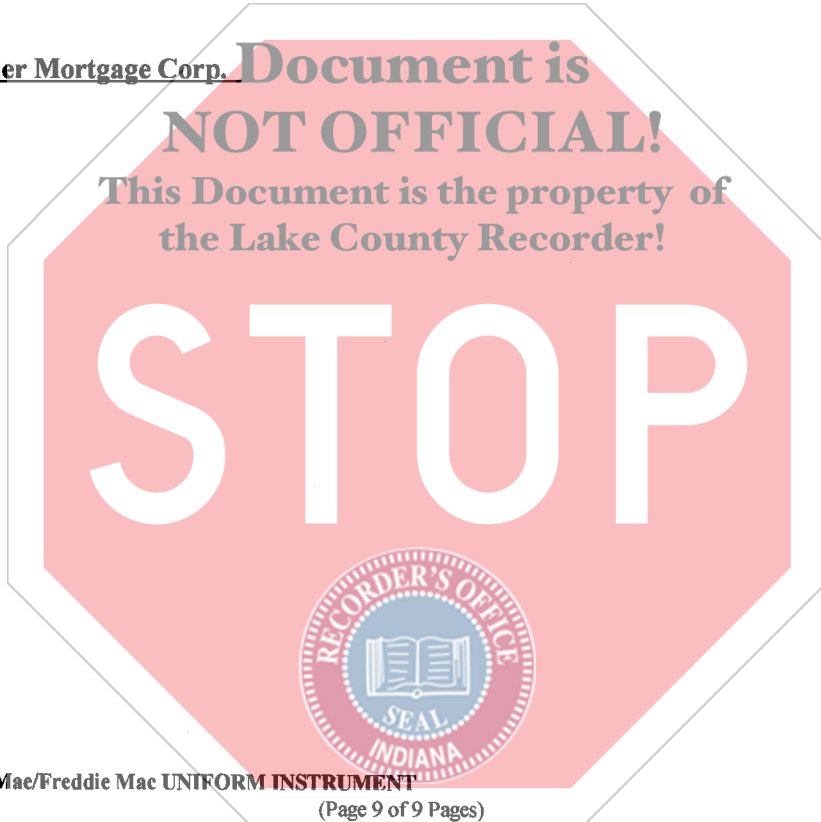 er Mortgage Corp.
Document is
NOT OFFICIAL!
This Document is the property of
the Lake County Recorder!
STOP
RECORDER'S OFFICE
SEAL
INDIANA
Mae/Freddie Mac UNIFORM INSTRUMENT
(Page 9 of 9 Pages)